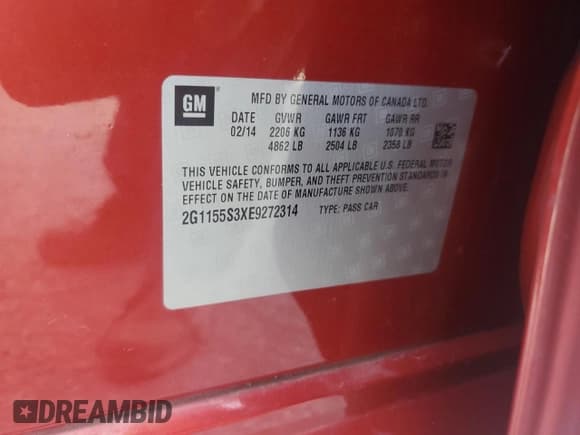 GM
MFD BY GENERAL MOTORS OF CANADA LTD.
DATE GVWR GAWR FRT GAWR RR
02/14 2206 KG 1136 KG 1070 KG
4862 LB 2504 LB 2358 LB
THIS VEHICLE CONFORMS TO ALL APPLICABLE U.S. FEDERAL MOTOR
VEHICLE SAFETY, BUMPER, AND THEFT PREVENTION STANDARDS IN
EFFECT ON THE DATE OF MANUFACTURE SHOWN ABOVE.
2G1155S3XE9272314 TYPE: PASS CAR
DREAMBID